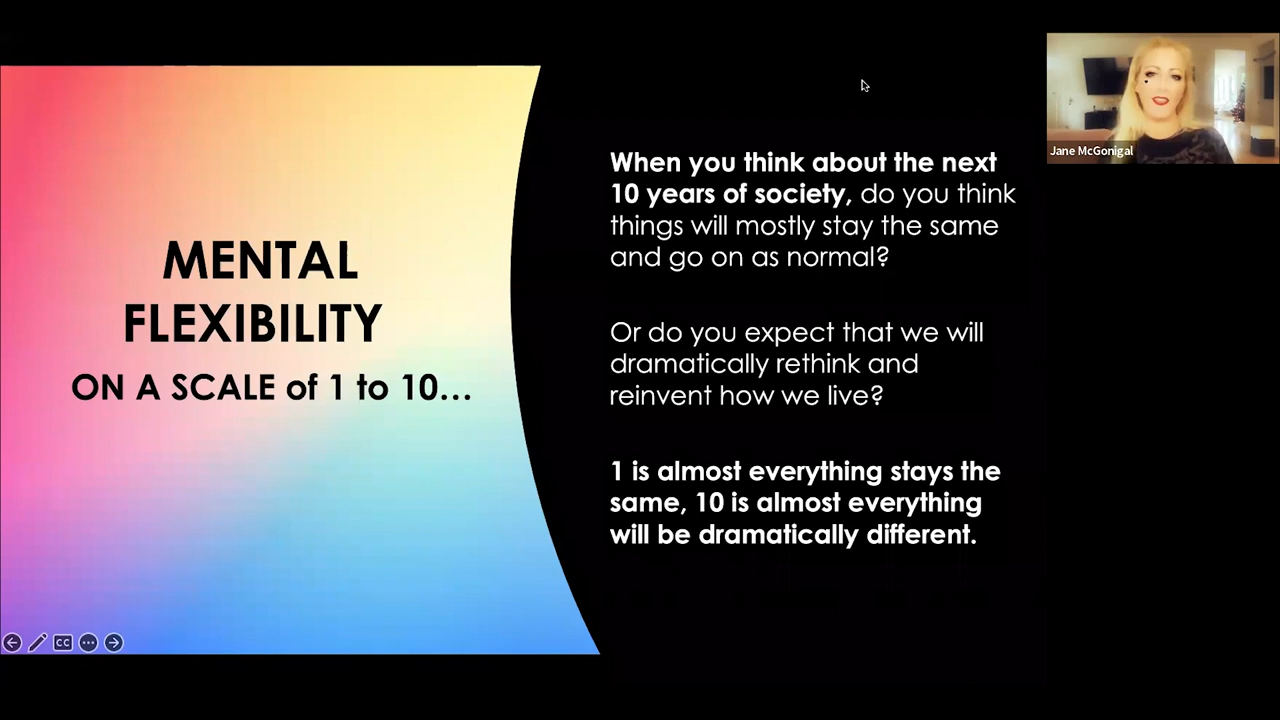 MENTAL
FLEXIBILITY
ON A SCALE of 1 to 10...
When you think about the next
10 years of society, do you think
things will mostly stay the same
and go on as normal?
Or do you expect that we will
dramatically rethink and
reinvent how we live?
1 is almost everything stays the
same, 10 is almost everything
will be dramatically different.
Jane McGonigal
CC